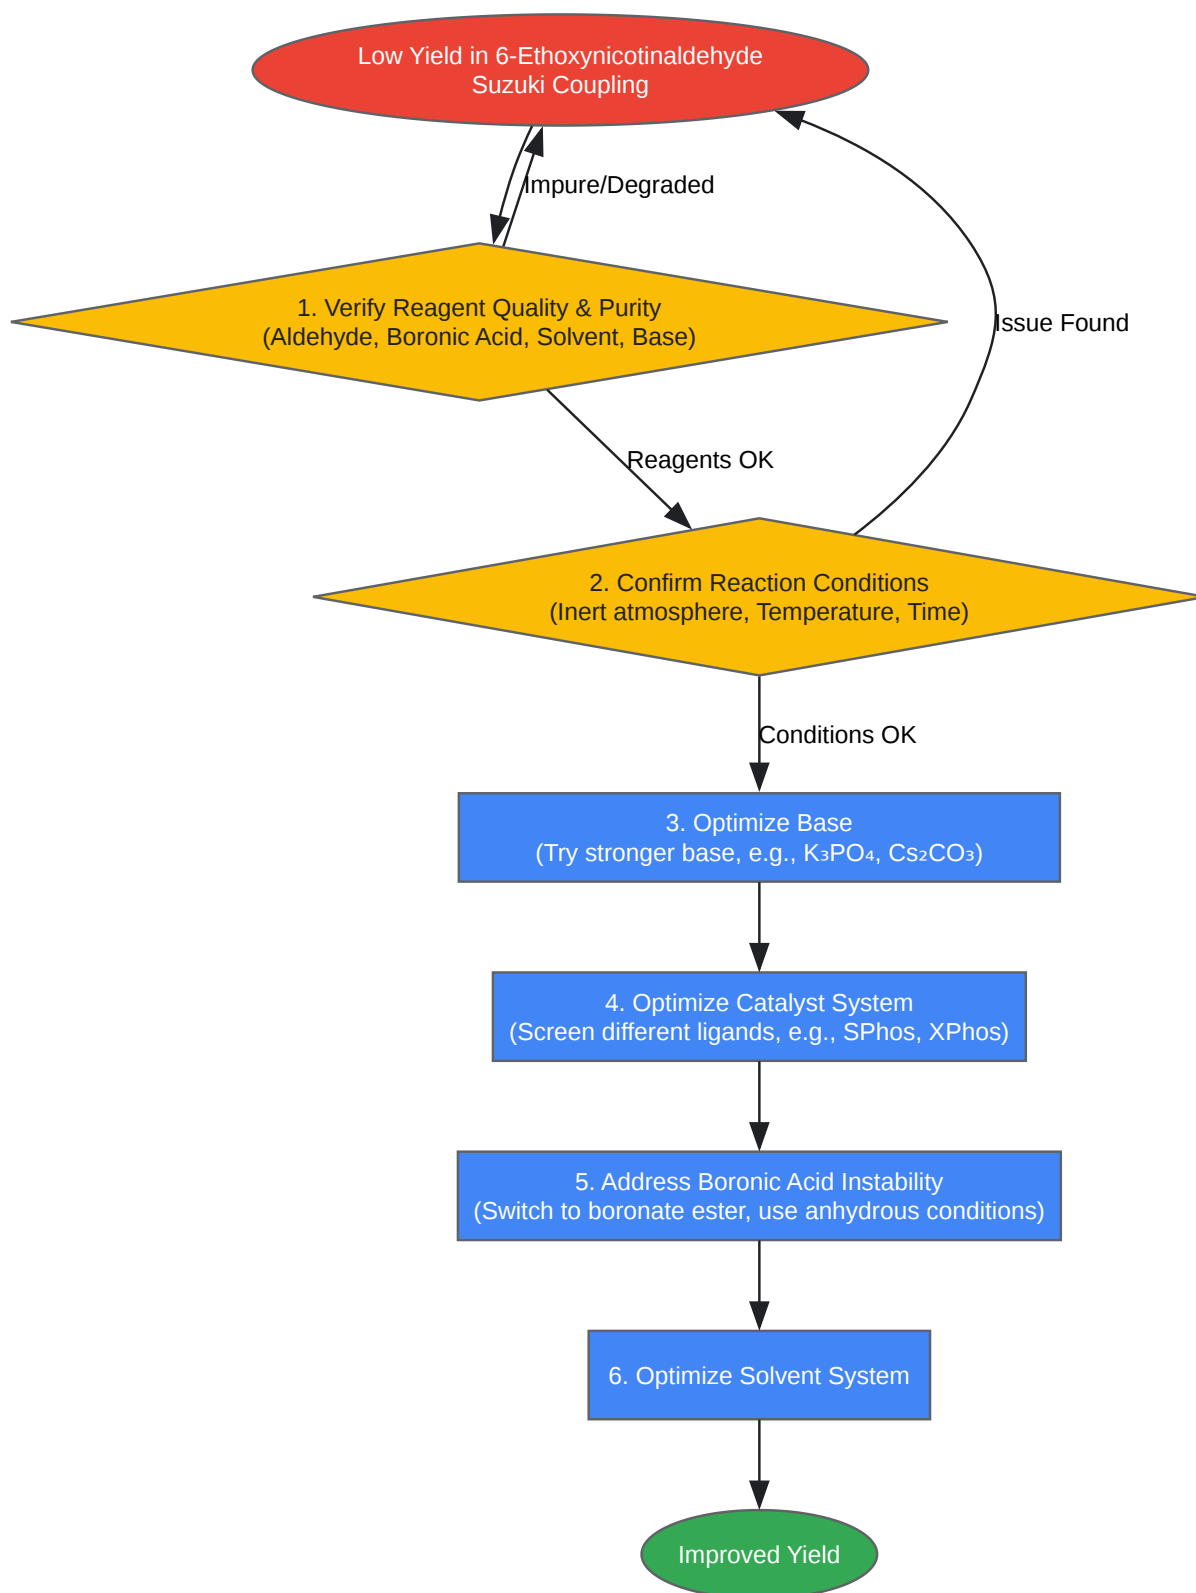 Low Yield in 6-Ethoxynicotinaldehyde
Suzuki Coupling
Impure/Degraded
1. Verify Reagent Quality & Purity
(Aldehyde, Boronic Acid, Solvent, Base)
Issue Found
Reagents OK
2. Confirm Reaction Conditions
(Inert atmosphere, Temperature, Time)
Conditions OK
3. Optimize Base
(Try stronger base, e.g., K₃PO₄, Cs₂CO₃)
4. Optimize Catalyst System
(Screen different ligands, e.g., SPhos, XPhos)
5. Address Boronic Acid Instability
(Switch to boronate ester, use anhydrous conditions)
6. Optimize Solvent System
Improved Yield